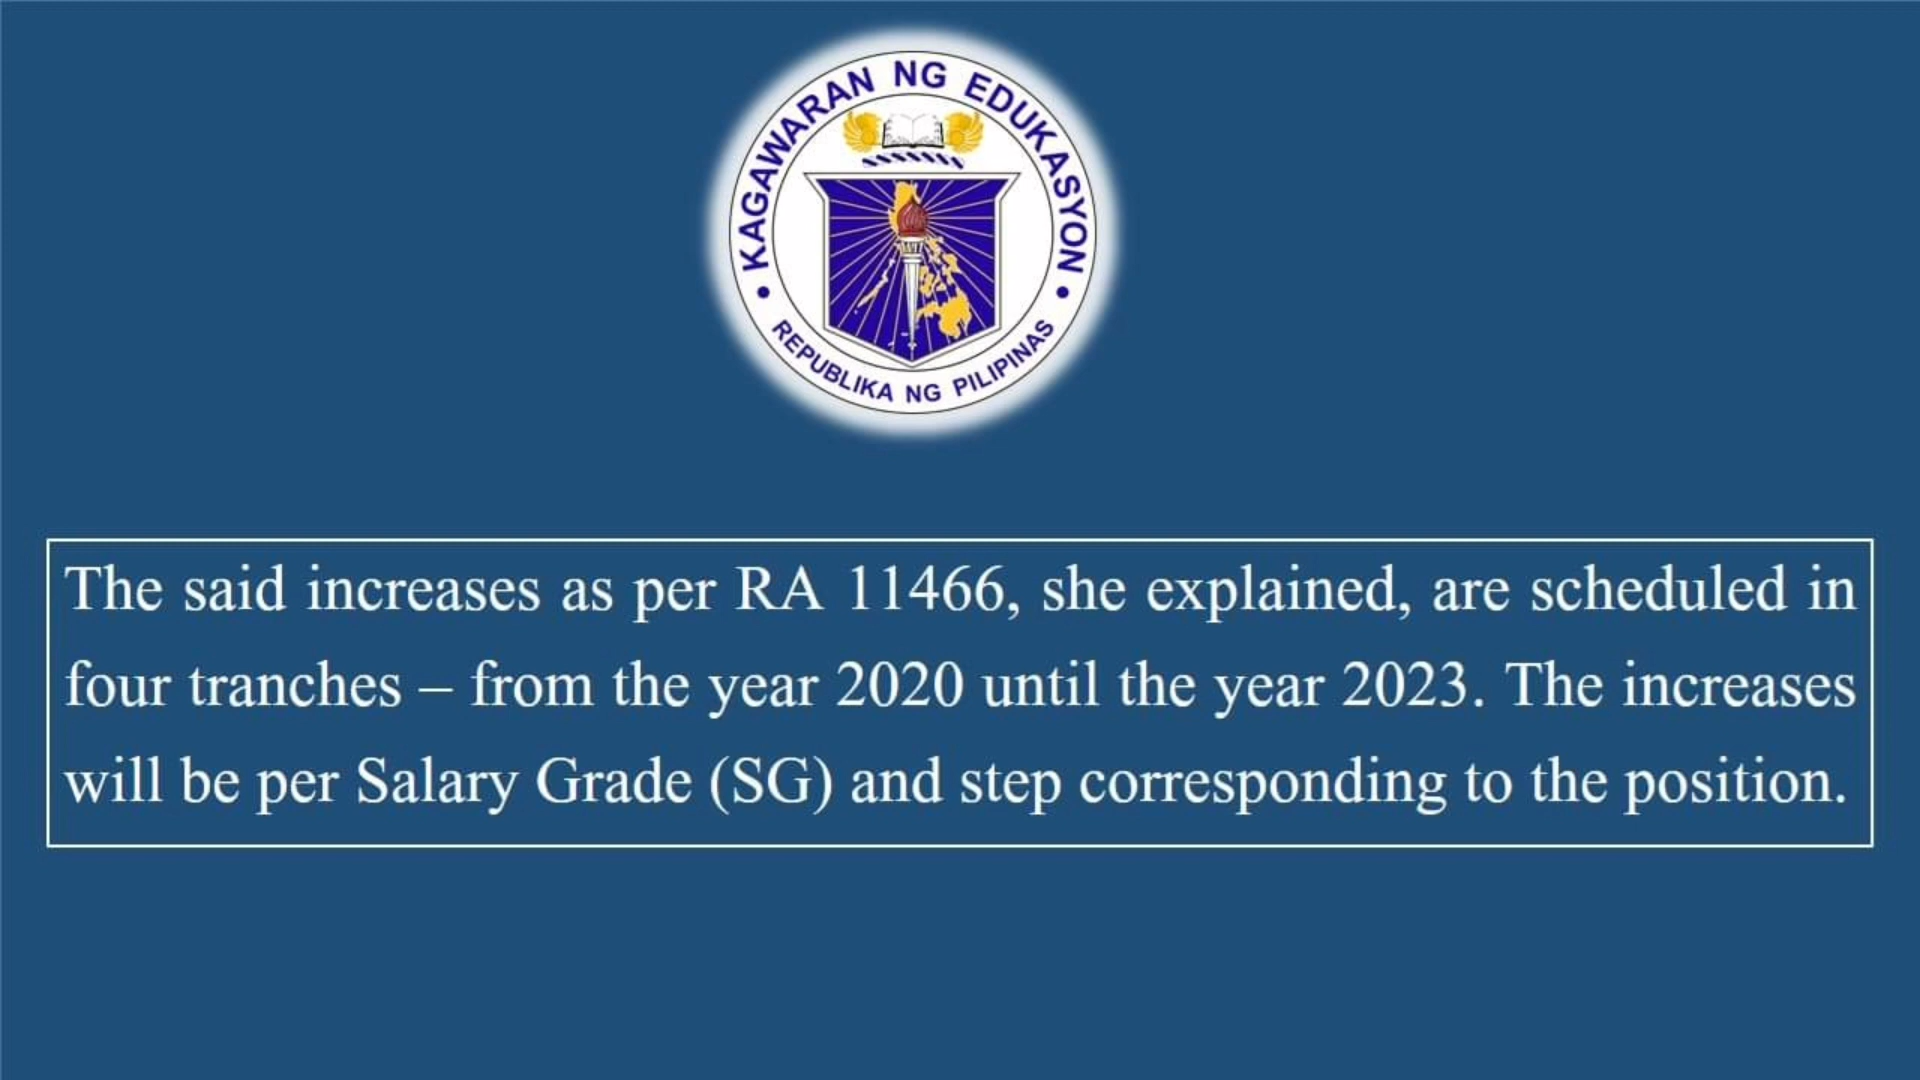 KAGAWARAN NG EDUKASYON
REPUBLIKA NG PILIPINAS
The said increases as per RA 11466, she explained, are scheduled in
four tranches – from the year 2020 until the year 2023. The increases
will be per Salary Grade (SG) and step corresponding to the position.